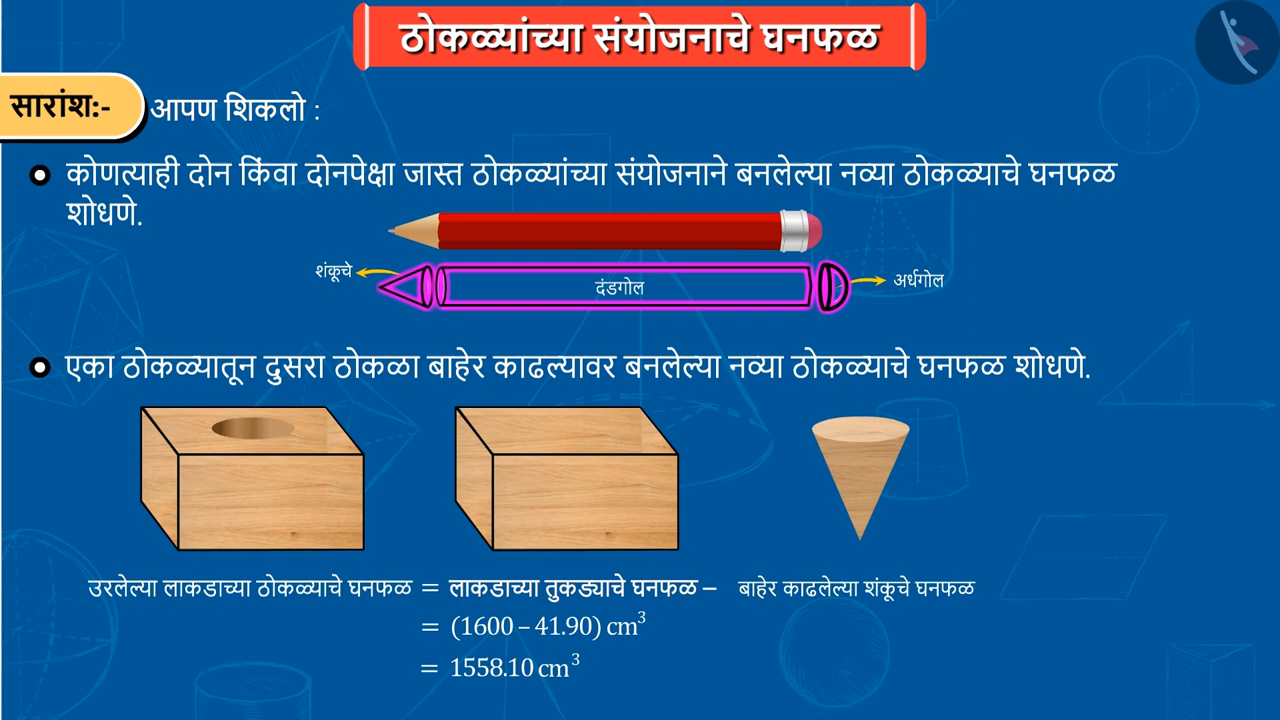 ठोकळ्यांच्या संयोजनाचे घनफळ
सारांश:- आपण शिकलो :
कोणत्याही दोन किंवा दोनपेक्षा जास्त ठोकळ्यांच्या संयोजनाने बनलेल्या नव्या ठोकळ्याचे घनफळ
शोधणे.
शंकूचे
दंडगोल
अर्धगोल
एका ठोकळ्यातून दुसरा ठोकळा बाहेर काढल्यावर बनलेल्या नव्या ठोकळ्याचे घनफळ शोधणे.
उरलेल्या लाकडाच्या ठोकळ्याचे घनफळ = लाकडाच्या तुकड्याचे घनफळ – बाहेर काढलेल्या शंकूचे घनफळ
= (1600 – 41.90) cm³
= 1558.10 cm³